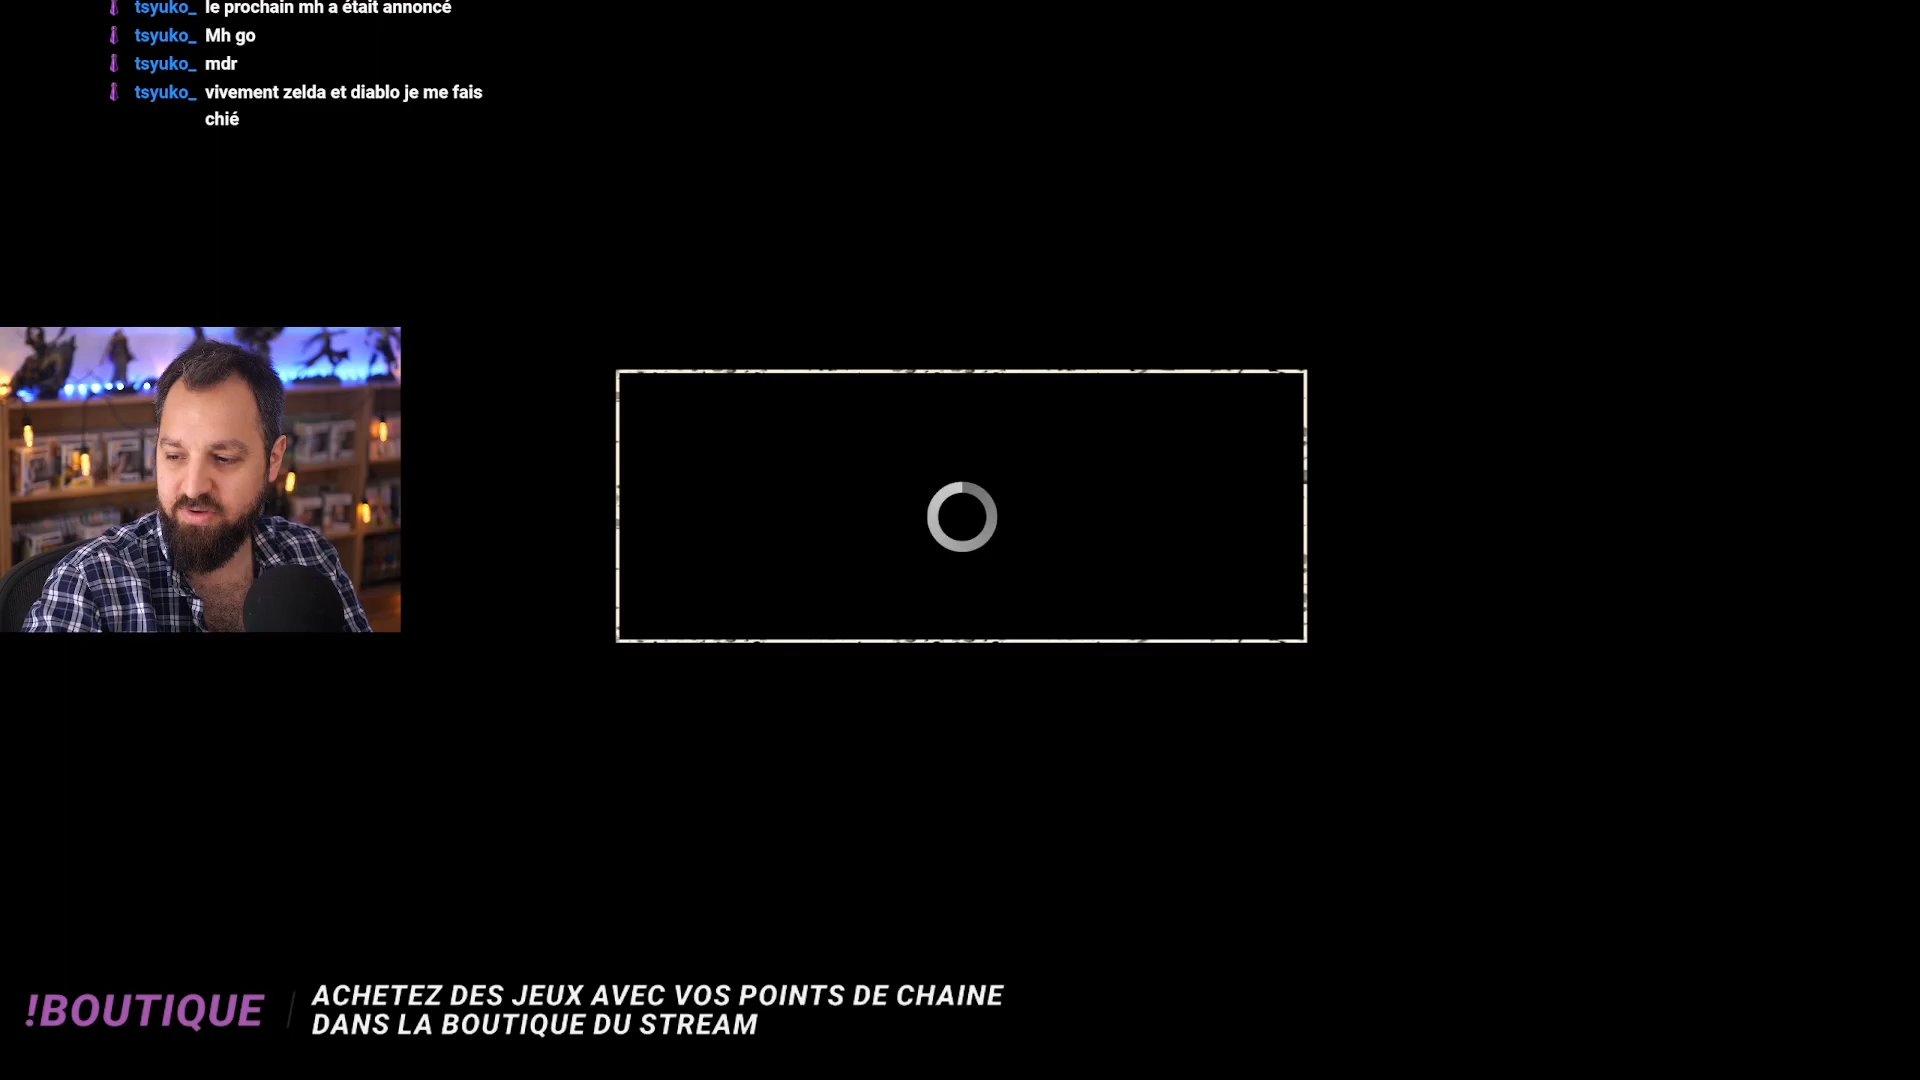 tsyuko_ le prochain mh a était annoncé
tsyuko_ Mh go
tsyuko_ mdr
tsyuko_ vivement zelda et diablo je me fais
chié
!BOUTIQUE
ACHETEZ DES JEUX AVEC VOS POINTS DE CHAINE
DANS LA BOUTIQUE DU STREAM